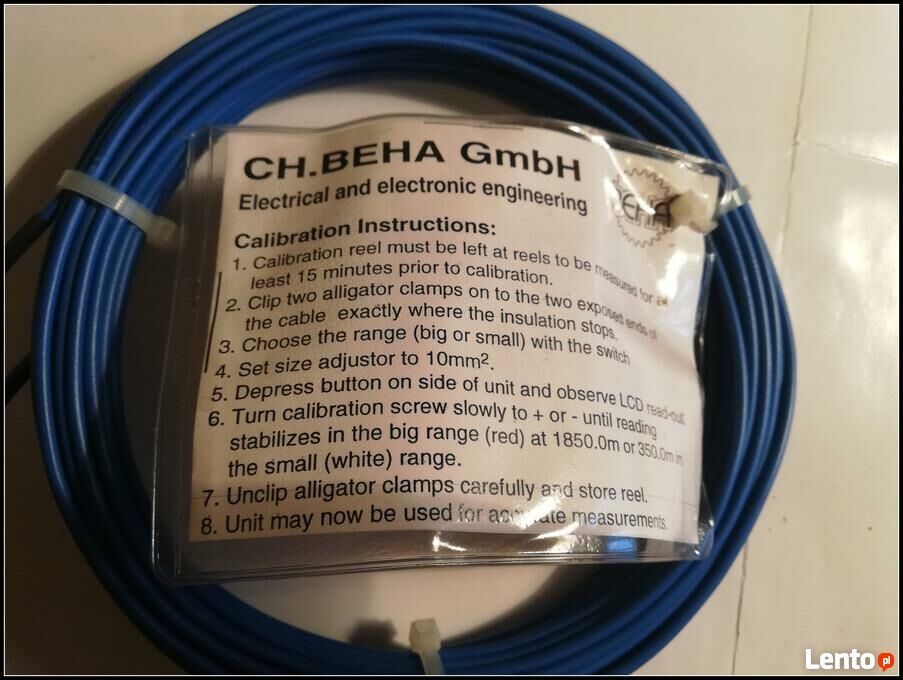 CH.BEHA GmbH
Electrical and electronic engineering
BEHA
Calibration Instructions:
1. Calibration reel must be left at reels to be measured for at
least 15 minutes prior to calibration.
2. Clip two alligator clamps on to the two exposed ends of
the cable exactly where the insulation stops.
3. Choose the range (big or small) with the switch
4. Set size adjustor to 10mm².
5. Depress button on side of unit and observe LCD read-out.
6. Turn calibration screw slowly to + or - until reading
stabilizes in the big range (red) at 1850.0m or 350.0m in
the small (white) range.
7. Unclip alligator clamps carefully and store reel.
8. Unit may now be used for accurate measurements.
Lento pl